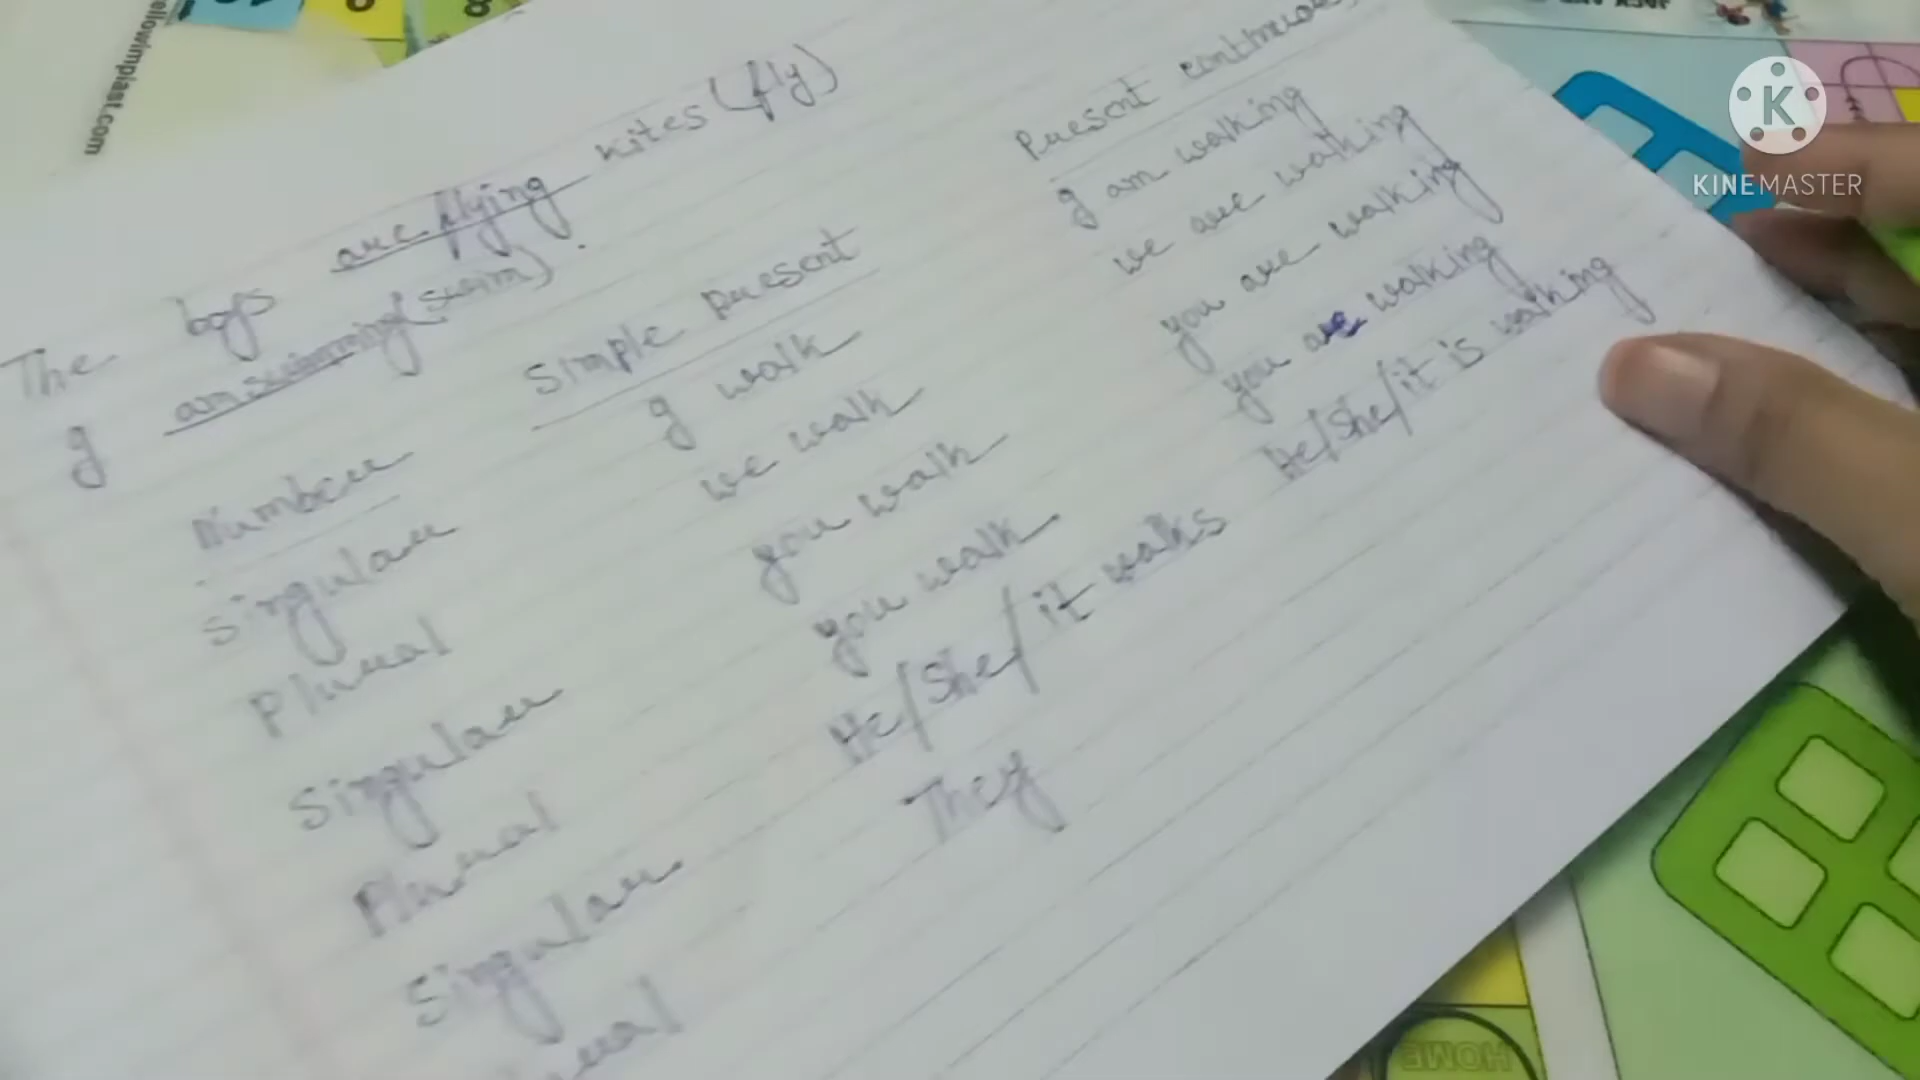 The boys are flying kites (fly)
I am swimming (swim).
Number Simple present Present continuous
Singular I walk I am walking
Plural we walk we are walking
Singular you walk you are walking
Plural you walk you are walking
Singular He/She/it walks He/She/it is walking
They
KINEMASTER
HOME